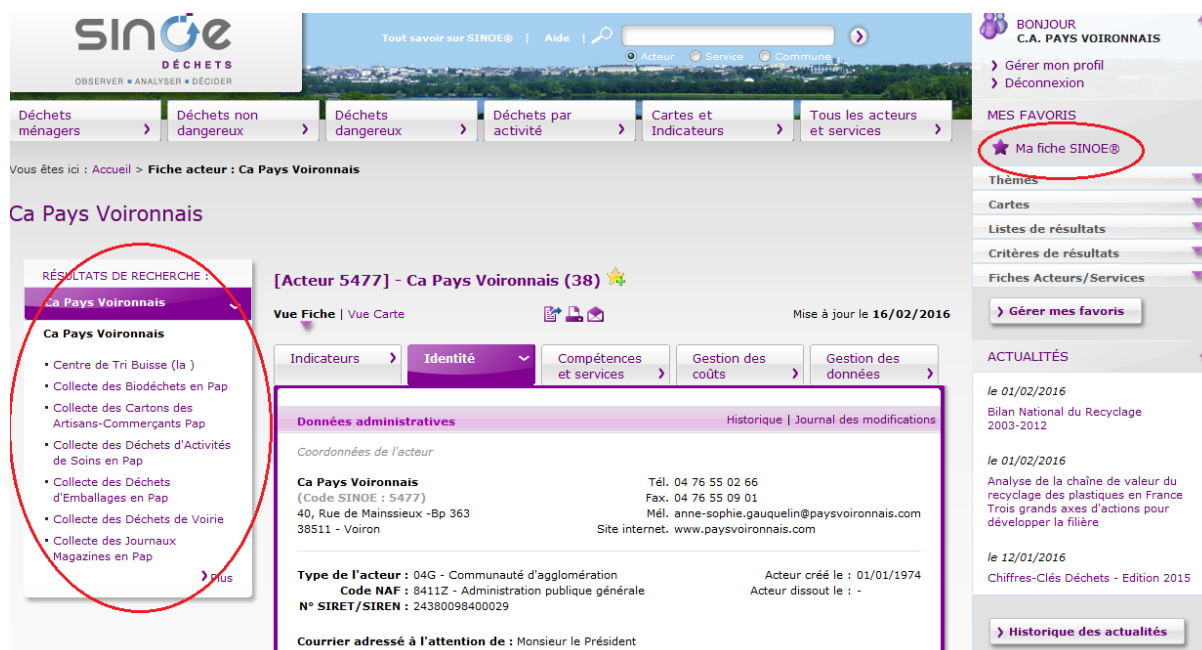 sinoe
DÉCHETS
OBSERVER ▪ ANALYSER ▪ DÉCIDER
Tout savoir sur SINOE® | Aide |
Acteur Service Commune
BONJOUR
C.A. PAYS VOIRONNAIS
Gérer mon profil
Déconnexion
Déchets
ménagers
Déchets non
dangereux
Déchets
dangereux
Déchets par
activité
Cartes et
Indicateurs
Tous les acteurs
et services
MES FAVORIS
Ma fiche SINOE®
Thèmes
Cartes
Listes de résultats
Critères de résultats
Fiches Acteurs/Services
Gérer mes favoris
Vous êtes ici : Accueil > Fiche acteur : Ca Pays Voironnais
Ca Pays Voironnais
RÉSULTATS DE RECHERCHE :
Ca Pays Voironnais
Ca Pays Voironnais
▪ Centre de Tri Buisse (la )
▪ Collecte des Biodéchets en Pap
▪ Collecte des Cartons des
Artisans-Commerçants Pap
▪ Collecte des Déchets d'Activités
de Soins en Pap
▪ Collecte des Déchets
d'Emballages en Pap
▪ Collecte des Déchets de Voirie
▪ Collecte des Journaux
Magazines en Pap
Plus
[Acteur 5477] - Ca Pays Voironnais (38)
Vue Fiche | Vue Carte
Mise à jour le 16/02/2016
Indicateurs
Identité
Compétences
et services
Gestion des
coûts
Gestion des
données
Données administratives
Historique | Journal des modifications
Coordonnées de l'acteur
Ca Pays Voironnais
(Code SINOE : 5477)
40, Rue de Mainssieux -Bp 363
38511 - Voiron
Tél. 04 76 55 02 66
Fax. 04 76 55 09 01
Mél. anne-sophie.gauquelin@paysvoironnais.com
Site internet. www.paysvoironnais.com
Type de l'acteur : 04G - Communauté d'agglomération
Code NAF : 8411Z - Administration publique générale
N° SIRET/SIREN : 24380098400029
Acteur créé le : 01/01/1974
Acteur dissout le : -
Courrier adressé à l'attention de : Monsieur le Président
ACTUALITÉS
le 01/02/2016
Bilan National du Recyclage
2003-2012
le 01/02/2016
Analyse de la chaîne de valeur du
recyclage des plastiques en France
Trois grands axes d'actions pour
développer la filière
le 12/01/2016
Chiffres-Clés Déchets - Edition 2015
Historique des actualités